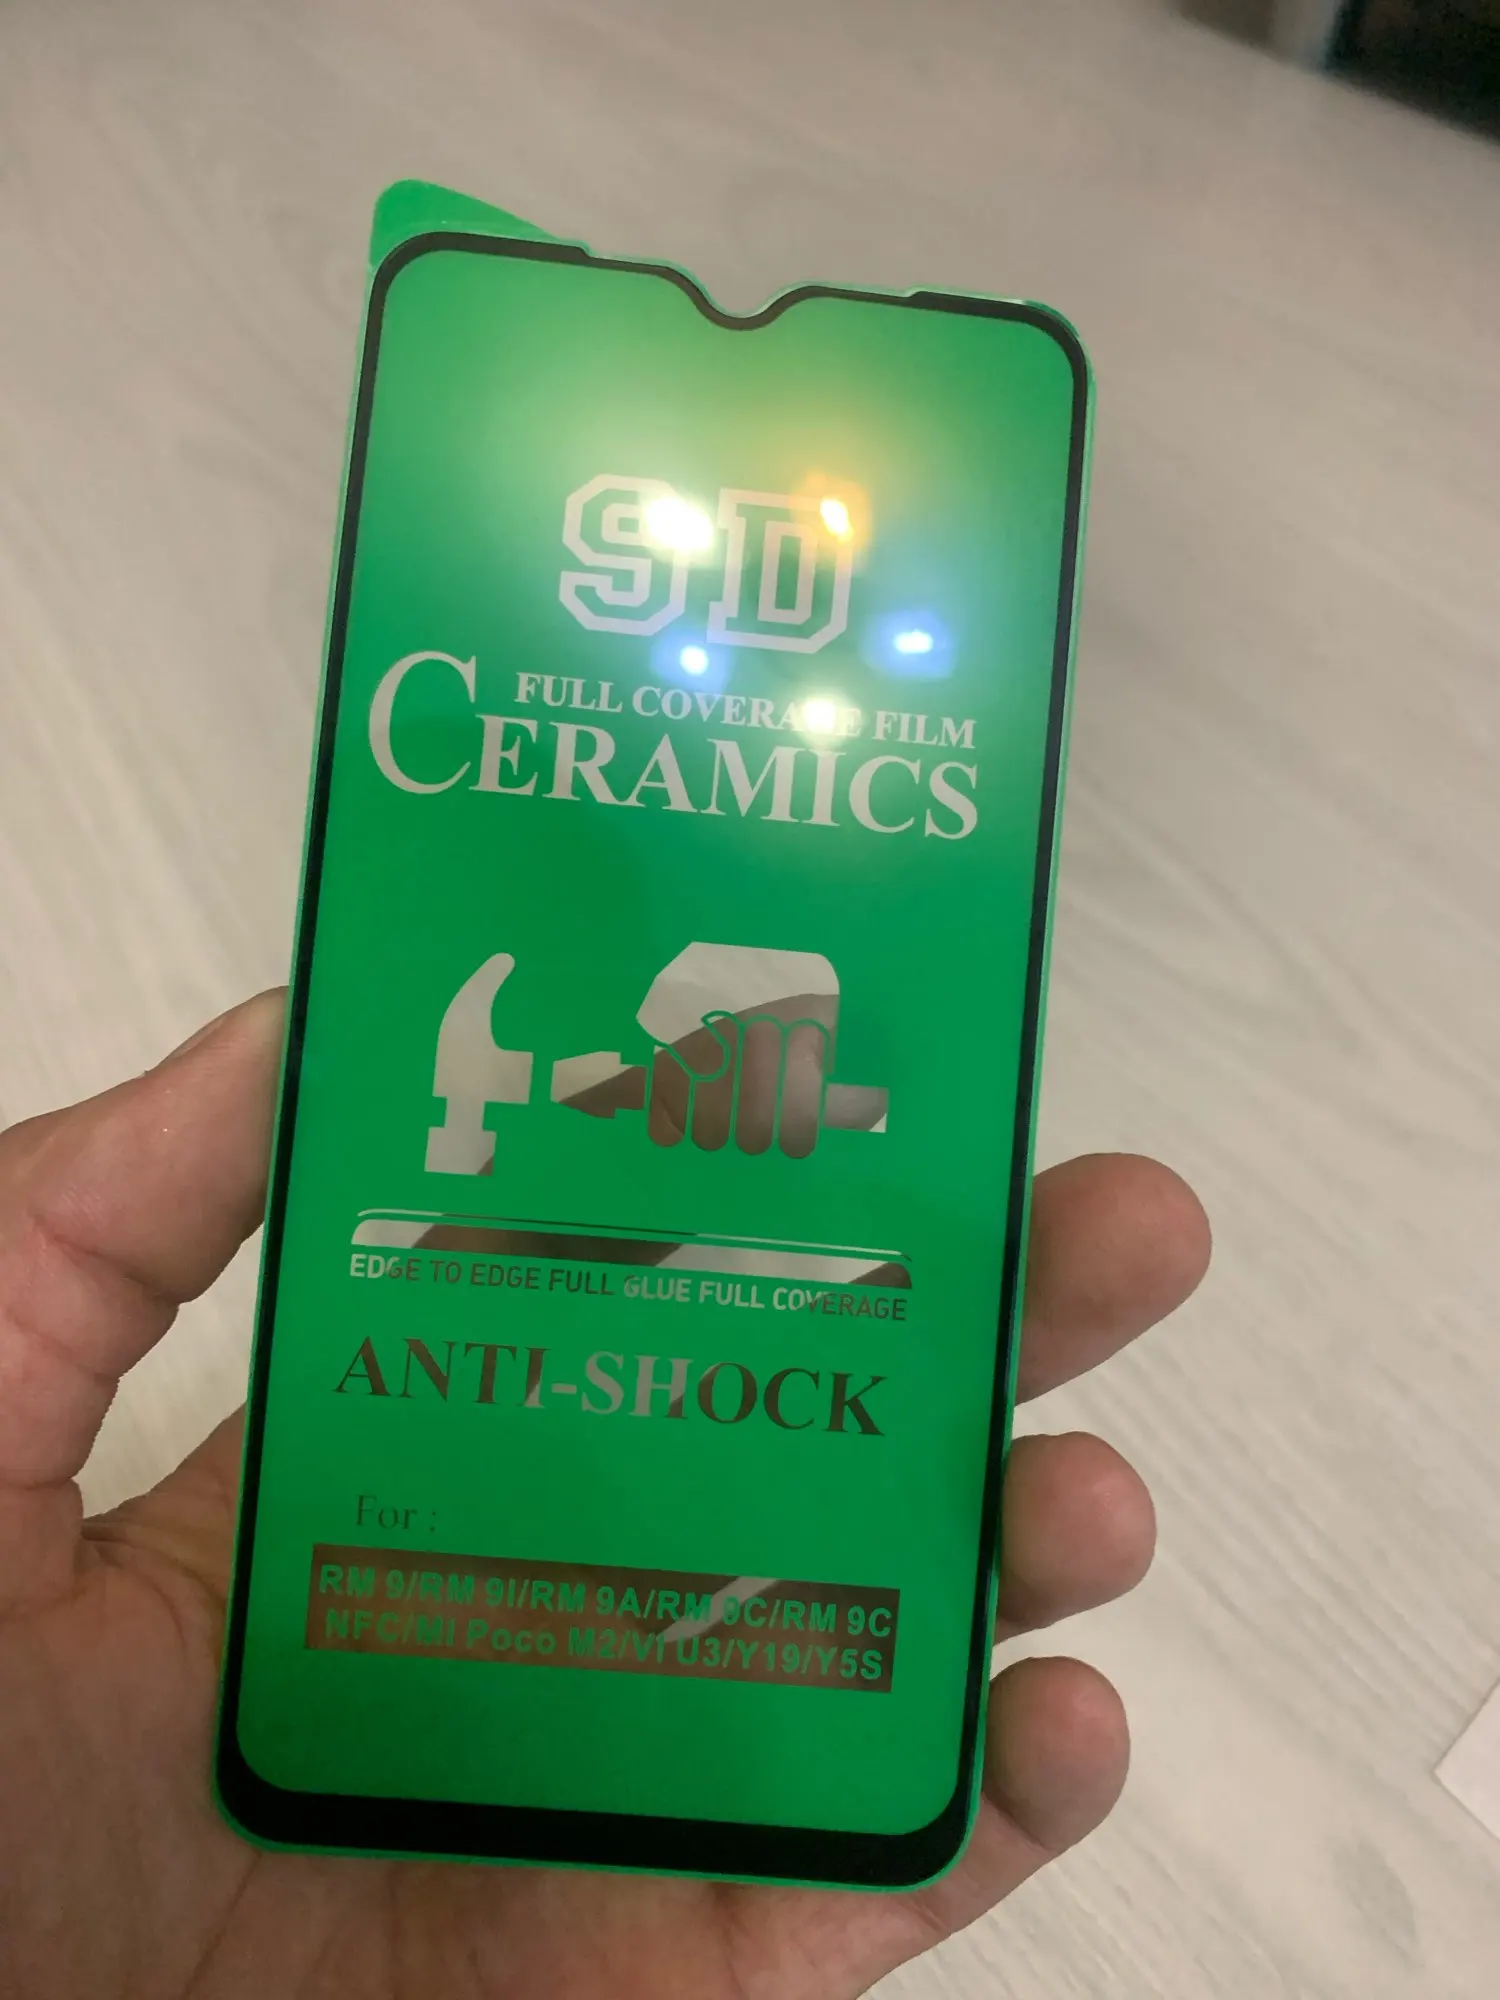 9D
FULL COVERAGE FILM
CERAMICS
EDGE TO EDGE FULL GLUE FULL COVERAGE
ANTI-SHOCK
For :
RM 9/RM 9I/RM 9A/RM 9C/RM 9C
NFC/MI Poco M2/VI U3/Y19/Y5S